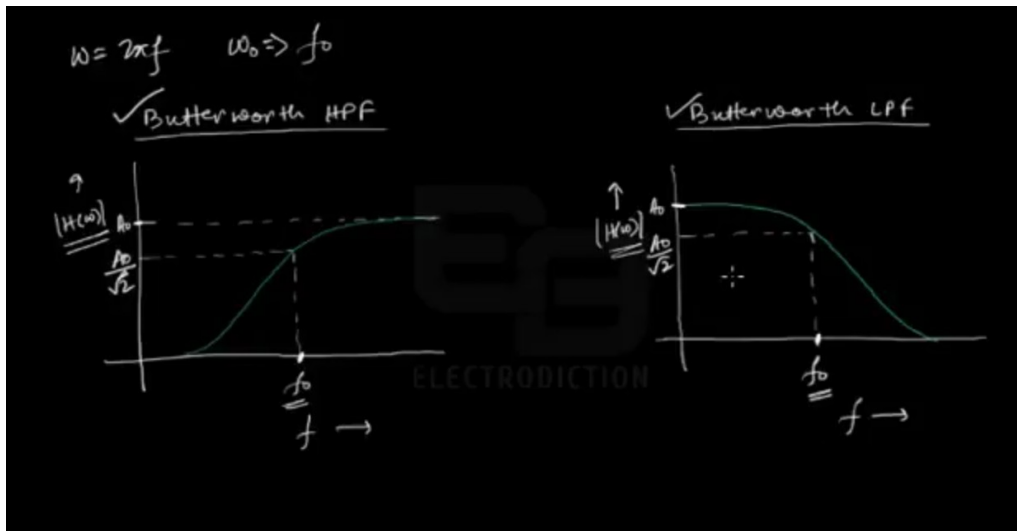 ω = 2πf    ω₀ => f₀
✓Butterworth HPF
✓Butterworth LPF
|H(ω)|
A₀
A₀/√2
f₀
f →
|H(ω)|
A₀
A₀/√2
f₀
f →
ELECTRODICTION